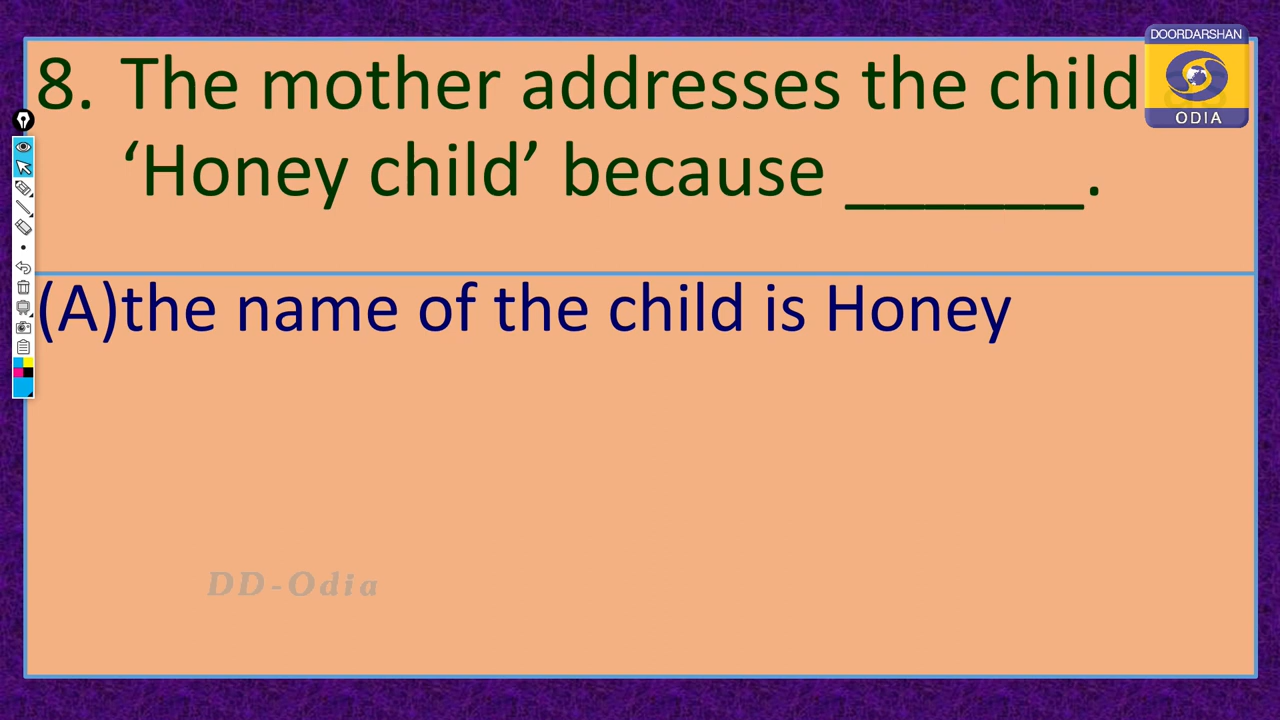 DOORDARSHAN
8. The mother addresses the child
ODIA
‘Honey child’ because ______.
(A)the name of the child is Honey
DD-Odia